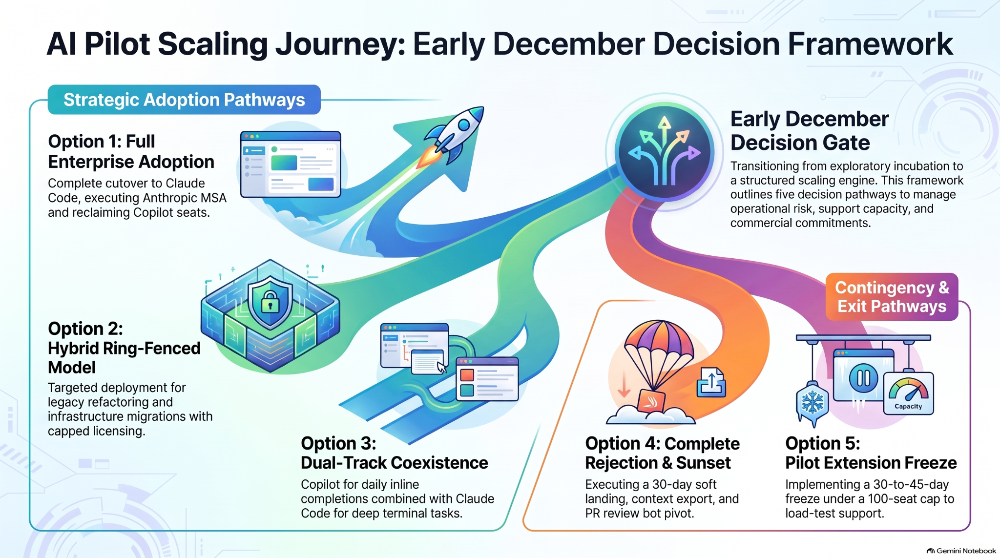 AI Pilot Scaling Journey: Early December Decision Framework
Strategic Adoption Pathways
Option 1: Full
Enterprise Adoption
Complete cutover to Claude
Code, executing Anthropic MSA
and reclaiming Copilot seats.
Early December
Decision Gate
Transitioning from exploratory incubation to
a structured scaling engine. This framework
outlines five decision pathways to manage
operational risk, support capacity, and
commercial commitments.
Option 2:
Hybrid Ring-Fenced
Model
Targeted deployment for
legacy refactoring and
infrastructure migrations with
capped licensing.
Option 3:
Dual-Track Coexistence
Copilot for daily inline
completions combined with Claude
Code for deep terminal tasks.
Contingency &
Exit Pathways
Option 4: Complete
Rejection & Sunset
Executing a 30-day soft
landing, context export, and
PR review bot pivot.
Capacity
Option 5:
Pilot Extension Freeze
Implementing a 30-to-45-day
freeze under a 100-seat cap to
load-test support.
Gemini Notebook